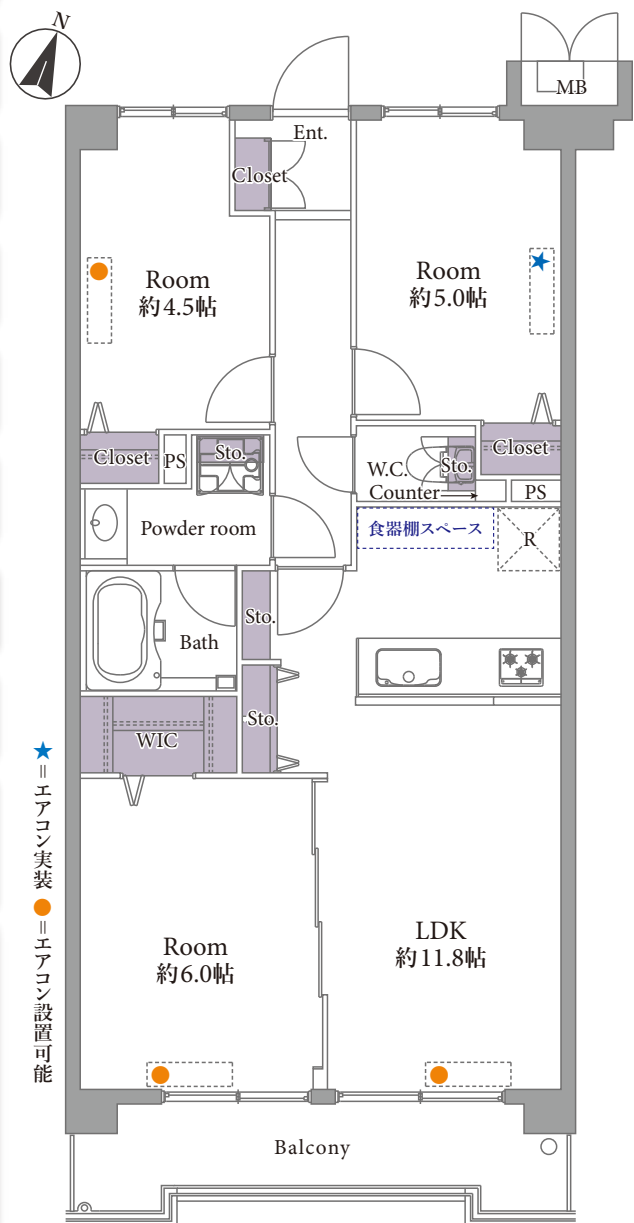 N
MB
Ent.
Closet
Room
約4.5帖
Room
約5.0帖
Closet
PS
Sto.
W.C.
Sto.
Closet
Counter
PS
Powder room
食器棚スペース
R
Sto.
Bath
Sto.
WIC
★=エアコン実装 ●=エアコン設置可能
Room
約6.0帖
LDK
約11.8帖
Balcony